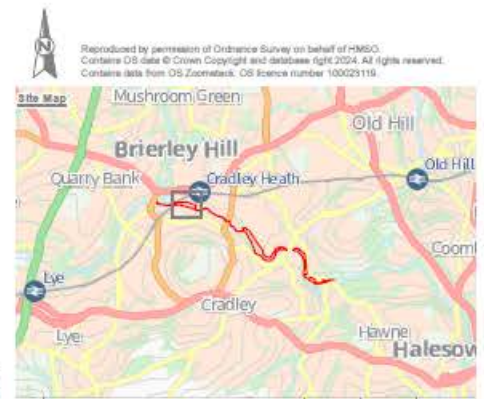 N
Reproduced by permission of Ordnance Survey on behalf of HMSO.
Contains OS data © Crown Copyright and database right 2024. All rights reserved.
Contains data from OS Zoomstack. OS licence number 100023119.
Site Map
Mushroom Green
Old Hill
Brierley Hill
Old Hill
Quarry Bank
Cradley Heath
Coom
Lye
Cradley
Lye
Hawne
Halesow